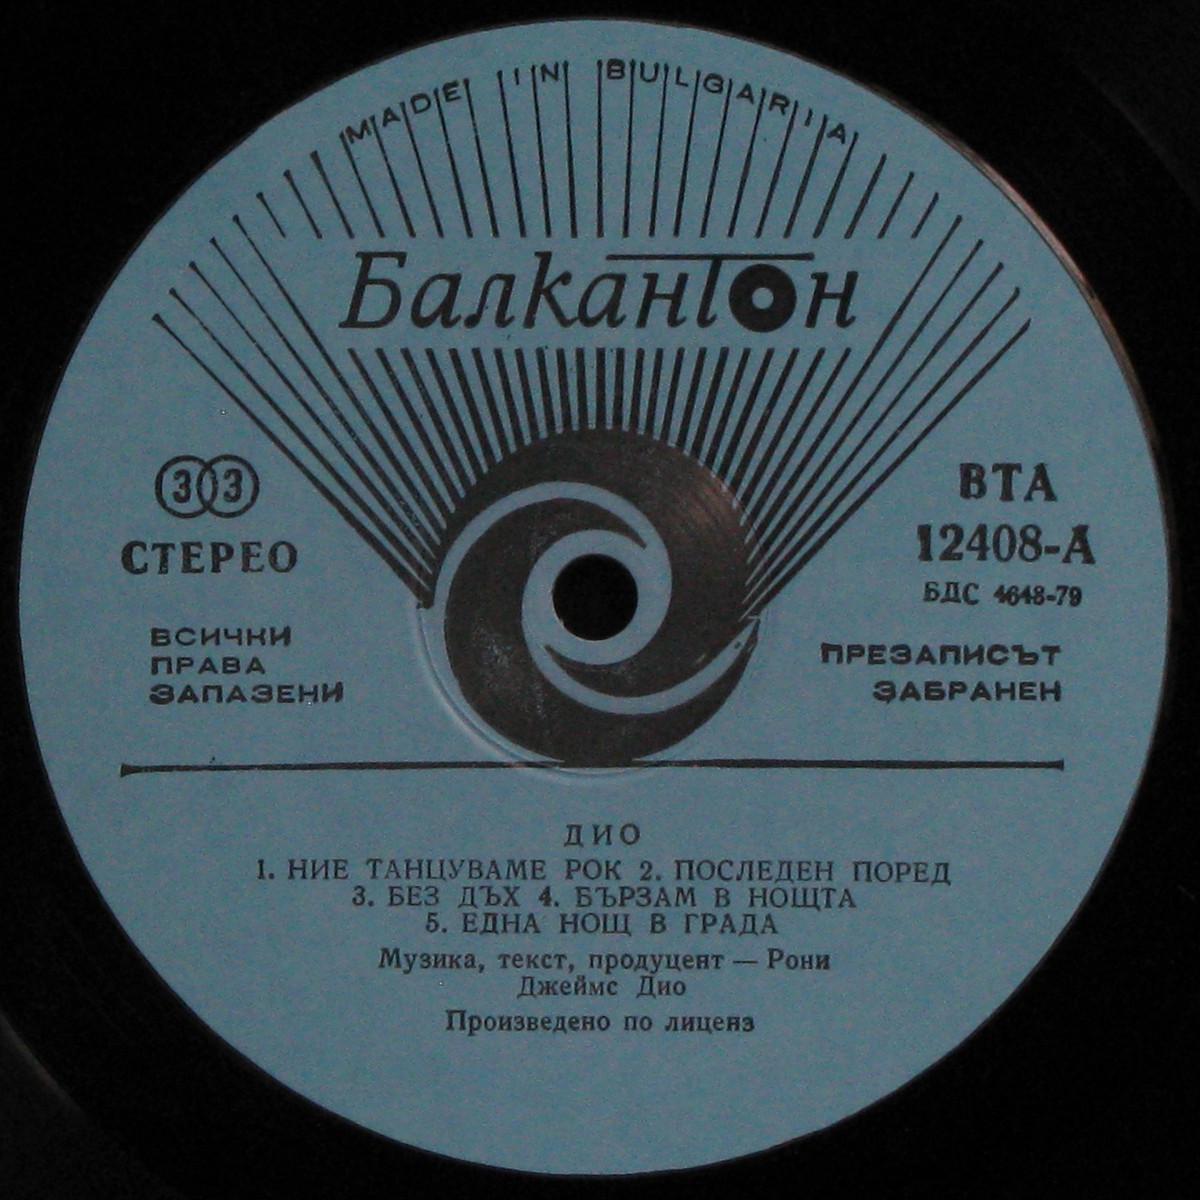 MADE IN BULGARIA
Балкантон
33
СТЕРЕО
ВСИЧКИ
ПРАВА
ЗАПАЗЕНИ
ВТА
12408-А
БДС 4648-79
ПРЕЗАПИСЪТ
ЗАБРАНЕН
ДИО
1. НИЕ ТАНЦУВАМЕ РОК 2. ПОСЛЕДЕН ПОРЕД
3. БЕЗ ДЪХ 4. БЪРЗАМ В НОЩТА
5. ЕДНА НОЩ В ГРАДА
Музика, текст, продуцент — Рони
Джеймс Дио
Произведено по лиценз